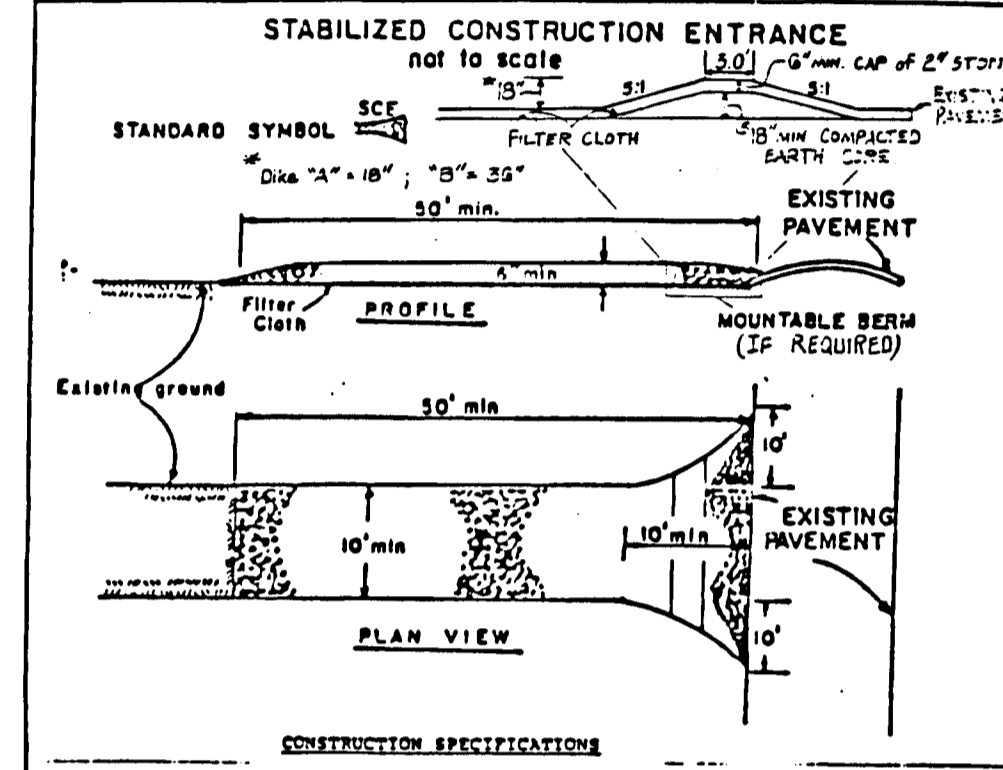 STABILIZED CONSTRUCTION ENTRANCE
not to scale
3.0'
6" MIN. CAP of 2" STONE
*18"
5:1
5:1
EXISTING
PAVEMENT
SCE
STANDARD SYMBOL
FILTER CLOTH
18" MIN COMPACTED
EARTH CORE
* Dike "A" = 18" ; "B" = 36"
50' min.
EXISTING
PAVEMENT
6" min
Filter
Cloth
PROFILE
MOUNTABLE BERM
(IF REQUIRED)
Existing ground
50' min
10'
10' min
10' min
EXISTING
PAVEMENT
10'
PLAN VIEW
CONSTRUCTION SPECIFICATIONS